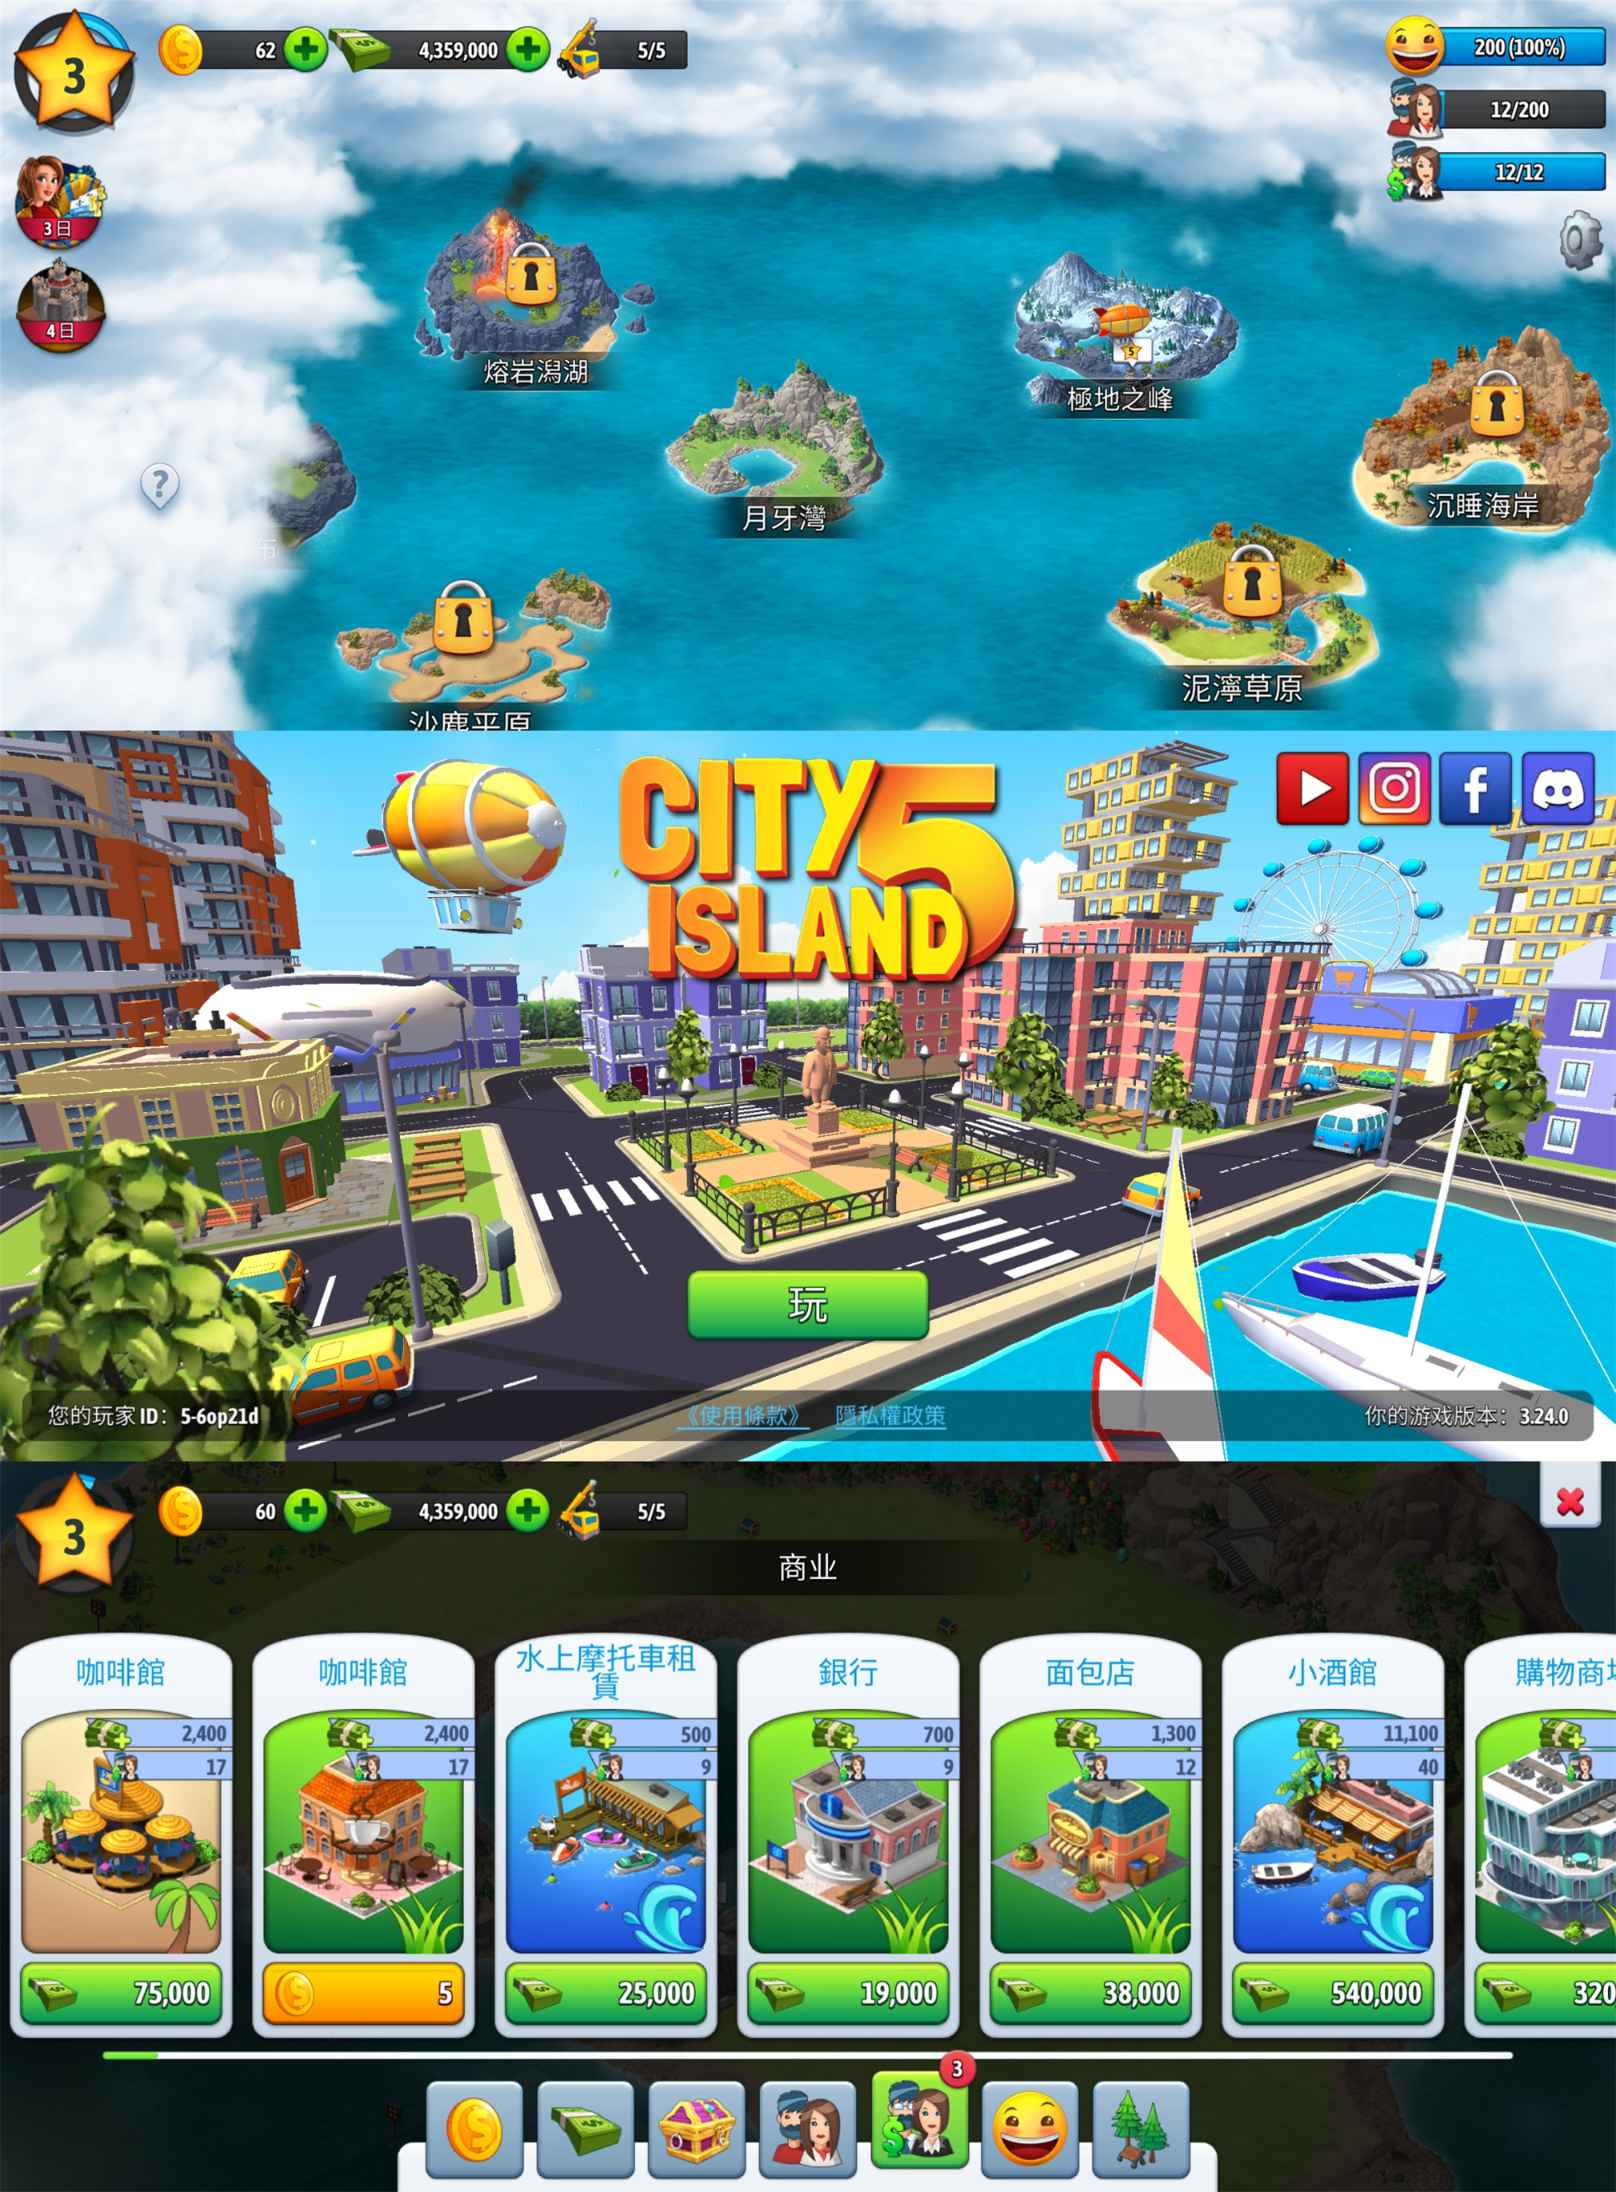 3
62
4,359,000
5/5
200 (100%)
12/200
12/12
3日
4日
熔岩潟湖
極地之峰
5
月牙灣
沉睡海岸
?
泥濘草原
沙塵平原
CITY
ISLAND 5
玩
您的玩家 ID：5-6op21d
《使用條款》 隱私權政策
你的游戏版本：3.24.0
3
60
4,359,000
5/5
商业
咖啡館
2,400
17
75,000
咖啡館
2,400
17
5
水上摩托車租
賃
500
9
25,000
銀行
700
9
19,000
面包店
1,300
12
38,000
小酒館
11,100
40
540,000
購物商
320
3